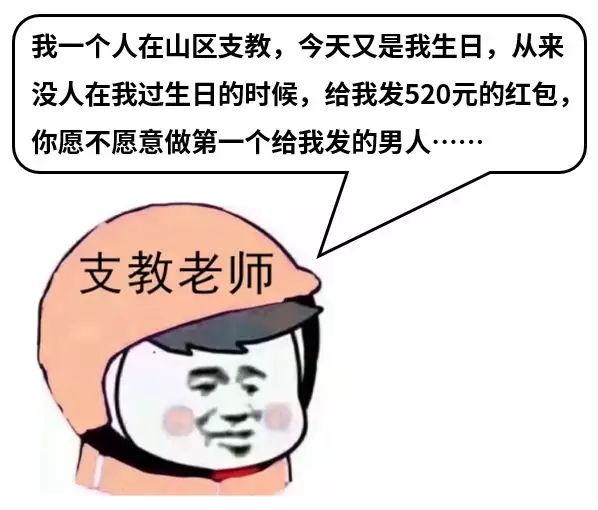 我一个人在山区支教，今天又是我生日，从来
没人在我过生日的时候，给我发520元的红包，
你愿不愿意做第一个给我发的男人……
支教老师